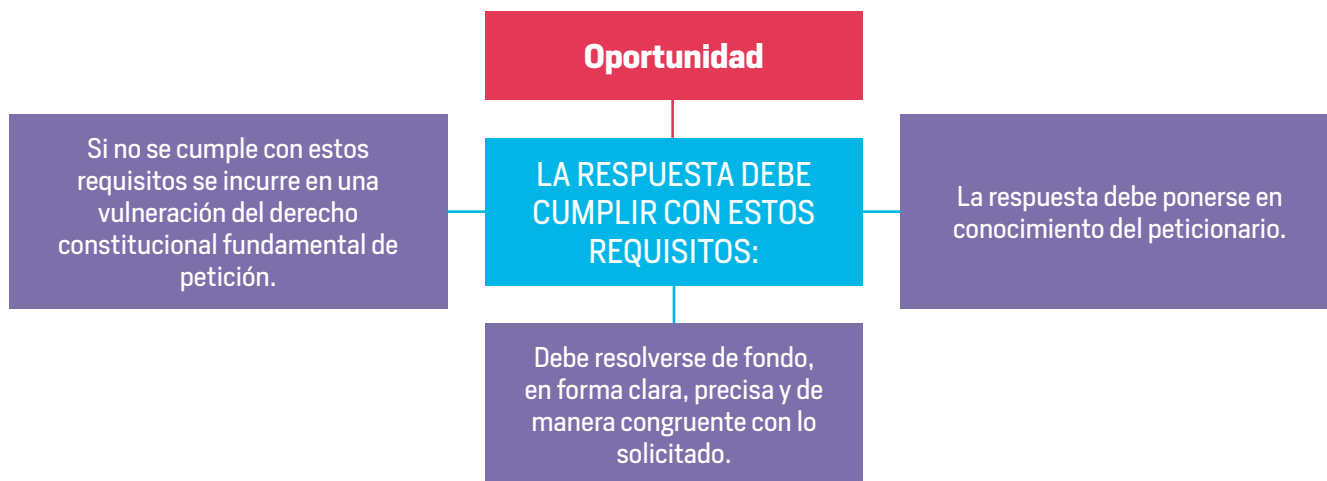 Oportunidad
Si no se cumple con estos
requisitos se incurre en una
vulneración del derecho
constitucional fundamental de
petición.
LA RESPUESTA DEBE
CUMPLIR CON ESTOS
REQUISITOS:
La respuesta debe ponerse en
conocimiento del peticionario.
Debe resolverse de fondo,
en forma clara, precisa y de
manera congruente con lo
solicitado.